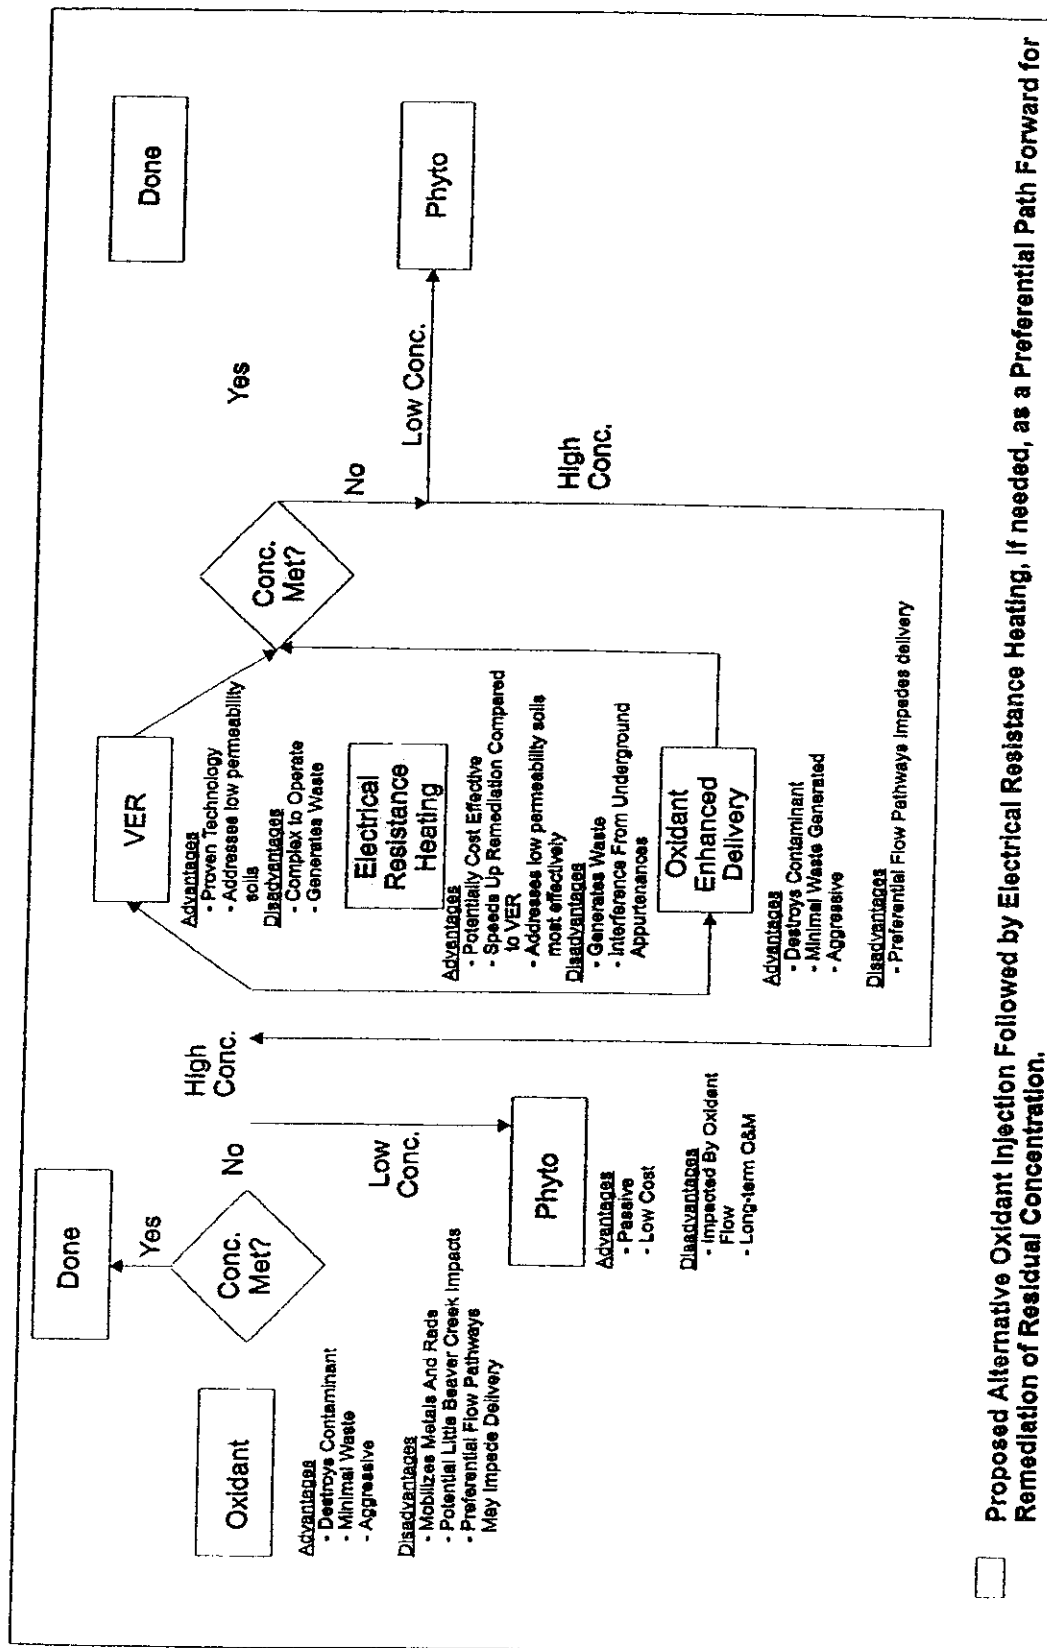 Done
Yes
Conc.
Met?
No
High
Conc.
Low
Conc.
Oxidant
Advantages
- Destroys Contaminant
- Minimal Waste
- Aggressive
Disadvantages
- Mobilizes Metals And Rads
- Potential Little Beaver Creek Impacts
- Preferential Flow Pathways
May Impede Delivery
Phyto
Advantages
- Passive
- Low Cost
Disadvantages
- Impacted By Oxidant
Flow
- Long-term O&M
VER
Advantages
- Proven Technology
- Addresses low permeability
soils
Disadvantages
- Complex to Operate
- Generates Waste
Electrical
Resistance
Heating
Advantages
- Potentially Cost Effective
- Speeds Up Remediation Compared
to VER
- Addresses low permeability soils
most effectively
Disadvantages
- Generates Waste
- Interference From Underground
Appurtenances
Oxidant
Enhanced
Delivery
Advantages
- Destroys Contaminant
- Minimal Waste Generated
- Aggressive
Disadvantages
- Preferential Flow Pathways Impedes delivery
Conc.
Met?
Yes
No
Low Conc.
High
Conc.
Done
Phyto
Proposed Alternative Oxidant Injection Followed by Electrical Resistance Heating, If needed, as a Preferential Path Forward for
Remediation of Residual Concentration.